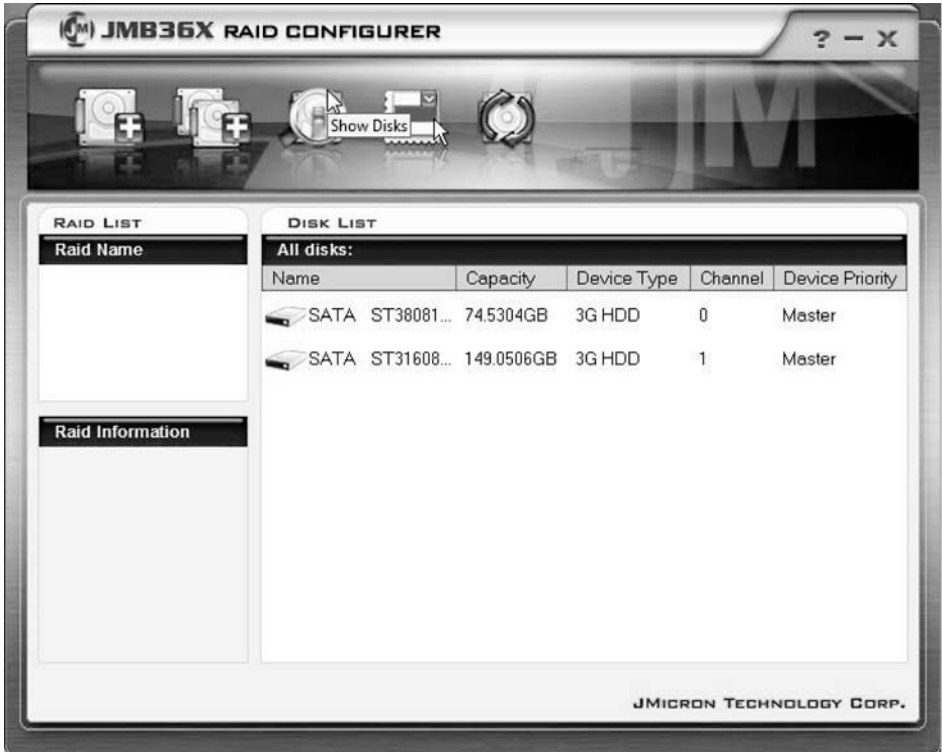 JM JMB36X RAID CONFIGURER
? – X
Show Disks
JM
RAID LIST
Raid Name
Raid Information
DISK LIST
All disks:
Name Capacity Device Type Channel Device Priority
SATA ST38081... 74.5304GB 3G HDD 0 Master
SATA ST31608... 149.0506GB 3G HDD 1 Master
JMICRON TECHNOLOGY CORP.